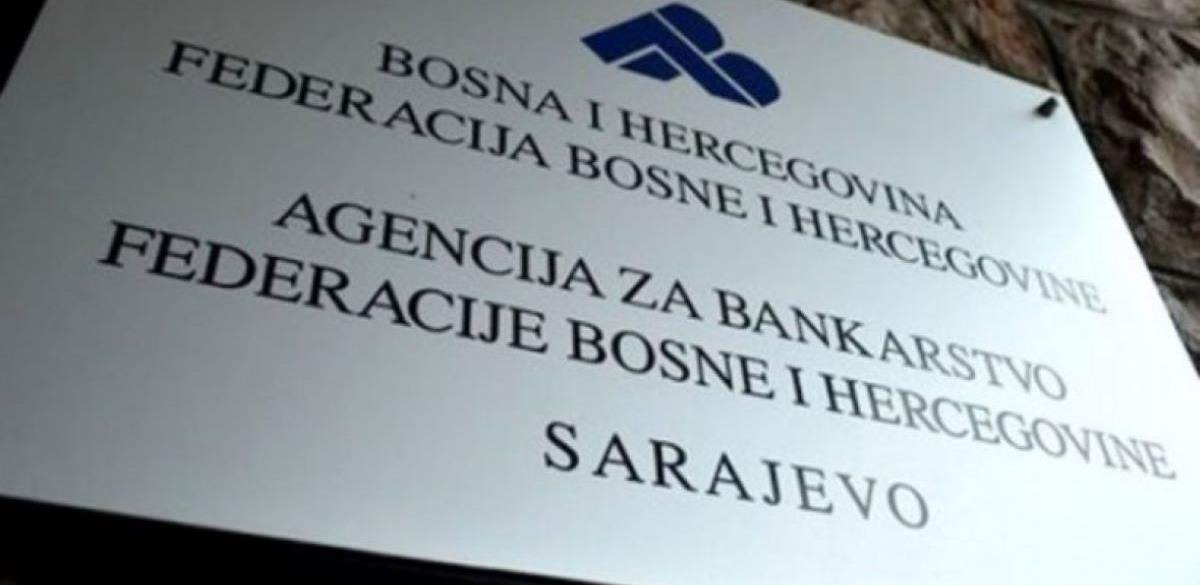 BOSNA I HERCEGOVINA
FEDERACIJA BOSNE I HERCEGOVINE
AGENCIJA ZA BANKARSTVO
FEDERACIJE BOSNE I HERCEGOVINE
SARAJEVO